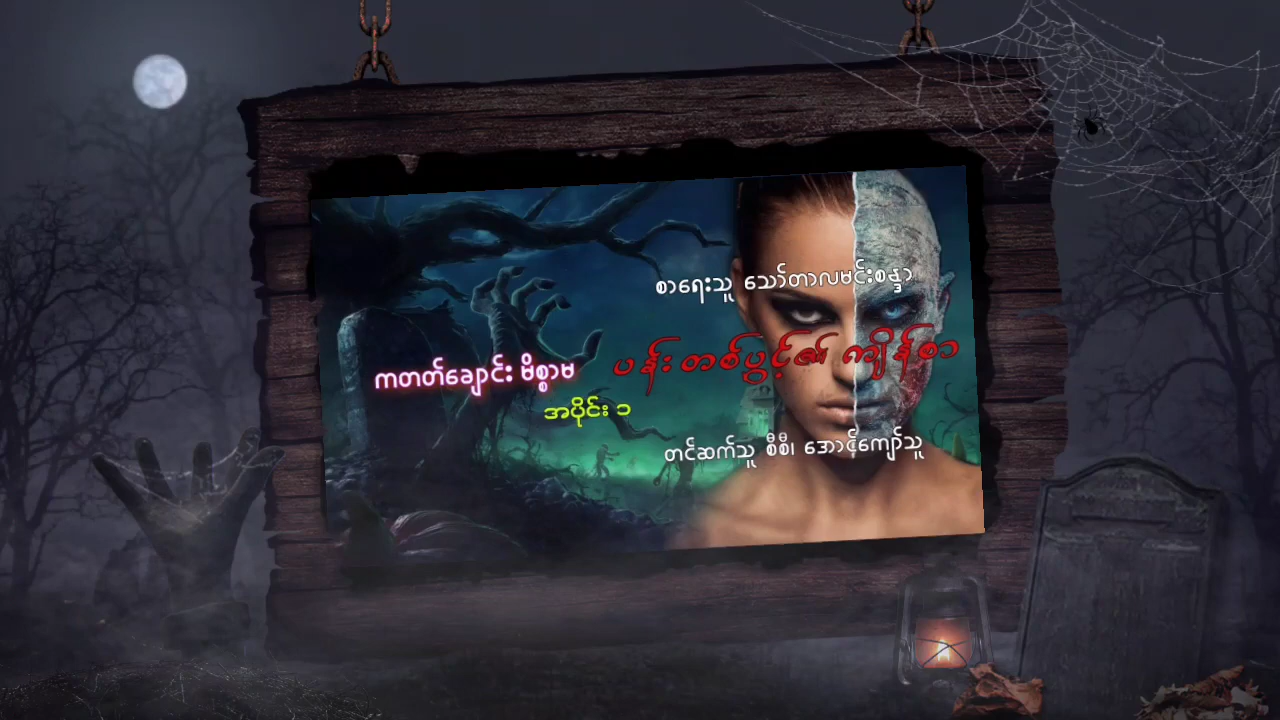 စာရေးသူ သော်တာလမင်းစန္ဒာ
ပန်းတစ်ပွင့်၏ ကျိန်စာ
ကတတ်ချောင်း မိစ္ဆာမ
အပိုင်း ၁
တင်ဆက်သူ စီစီ၊ အောင်ကျော်သူ